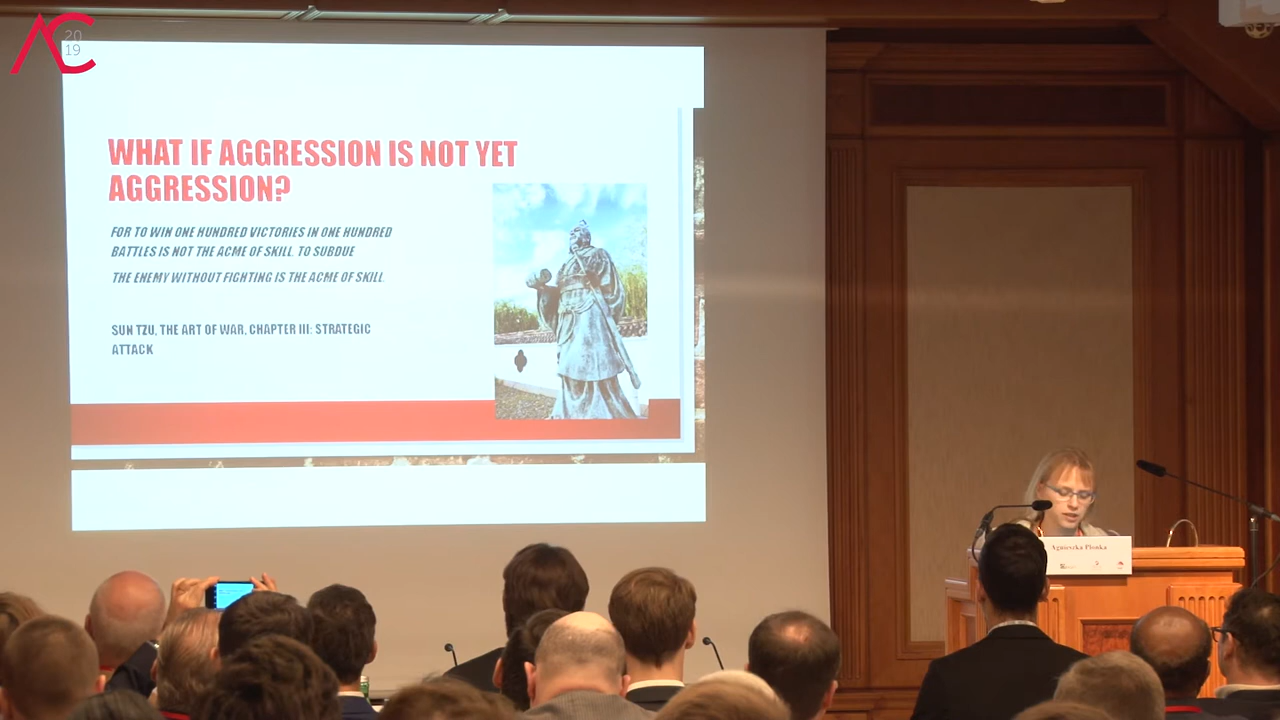 AC
20
19
WHAT IF AGGRESSION IS NOT YET
AGGRESSION?
FOR TO WIN ONE HUNDRED VICTORIES IN ONE HUNDRED
BATTLES IS NOT THE ACME OF SKILL. TO SUBDUE
THE ENEMY WITHOUT FIGHTING IS THE ACME OF SKILL.
SUN TZU, THE ART OF WAR, CHAPTER III: STRATEGIC
ATTACK
Agnieszka Plonka